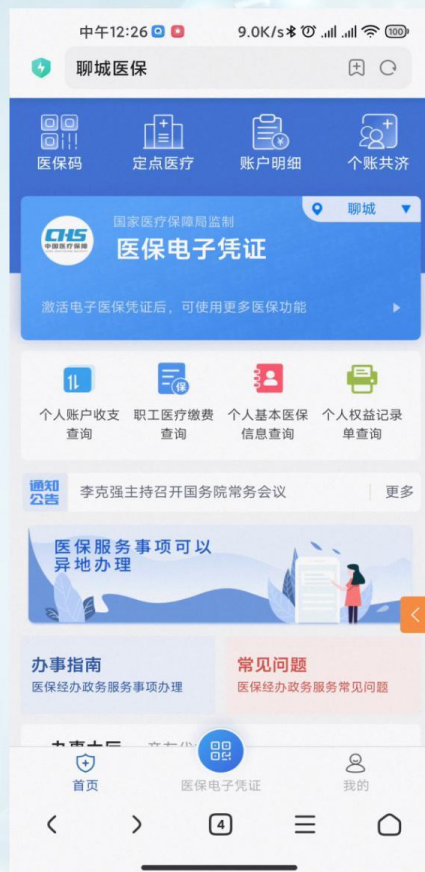 中午12:26
9.0K/s
100
聊城医保
医保码
定点医疗
账户明细
个账共济
聊城
国家医疗保障局监制
CHS
中国医疗保障
医保电子凭证
激活电子医保凭证后，可使用更多医保功能
个人账户收支
查询
职工医疗缴费
查询
个人基本医保
信息查询
个人权益记录
单查询
通知
公告
李克强主持召开国务院常务会议
更多
医保服务事项可以
异地办理
办事指南
医保经办政务服务事项办理
常见问题
医保经办政务服务常见问题
首页
医保电子凭证
我的
4